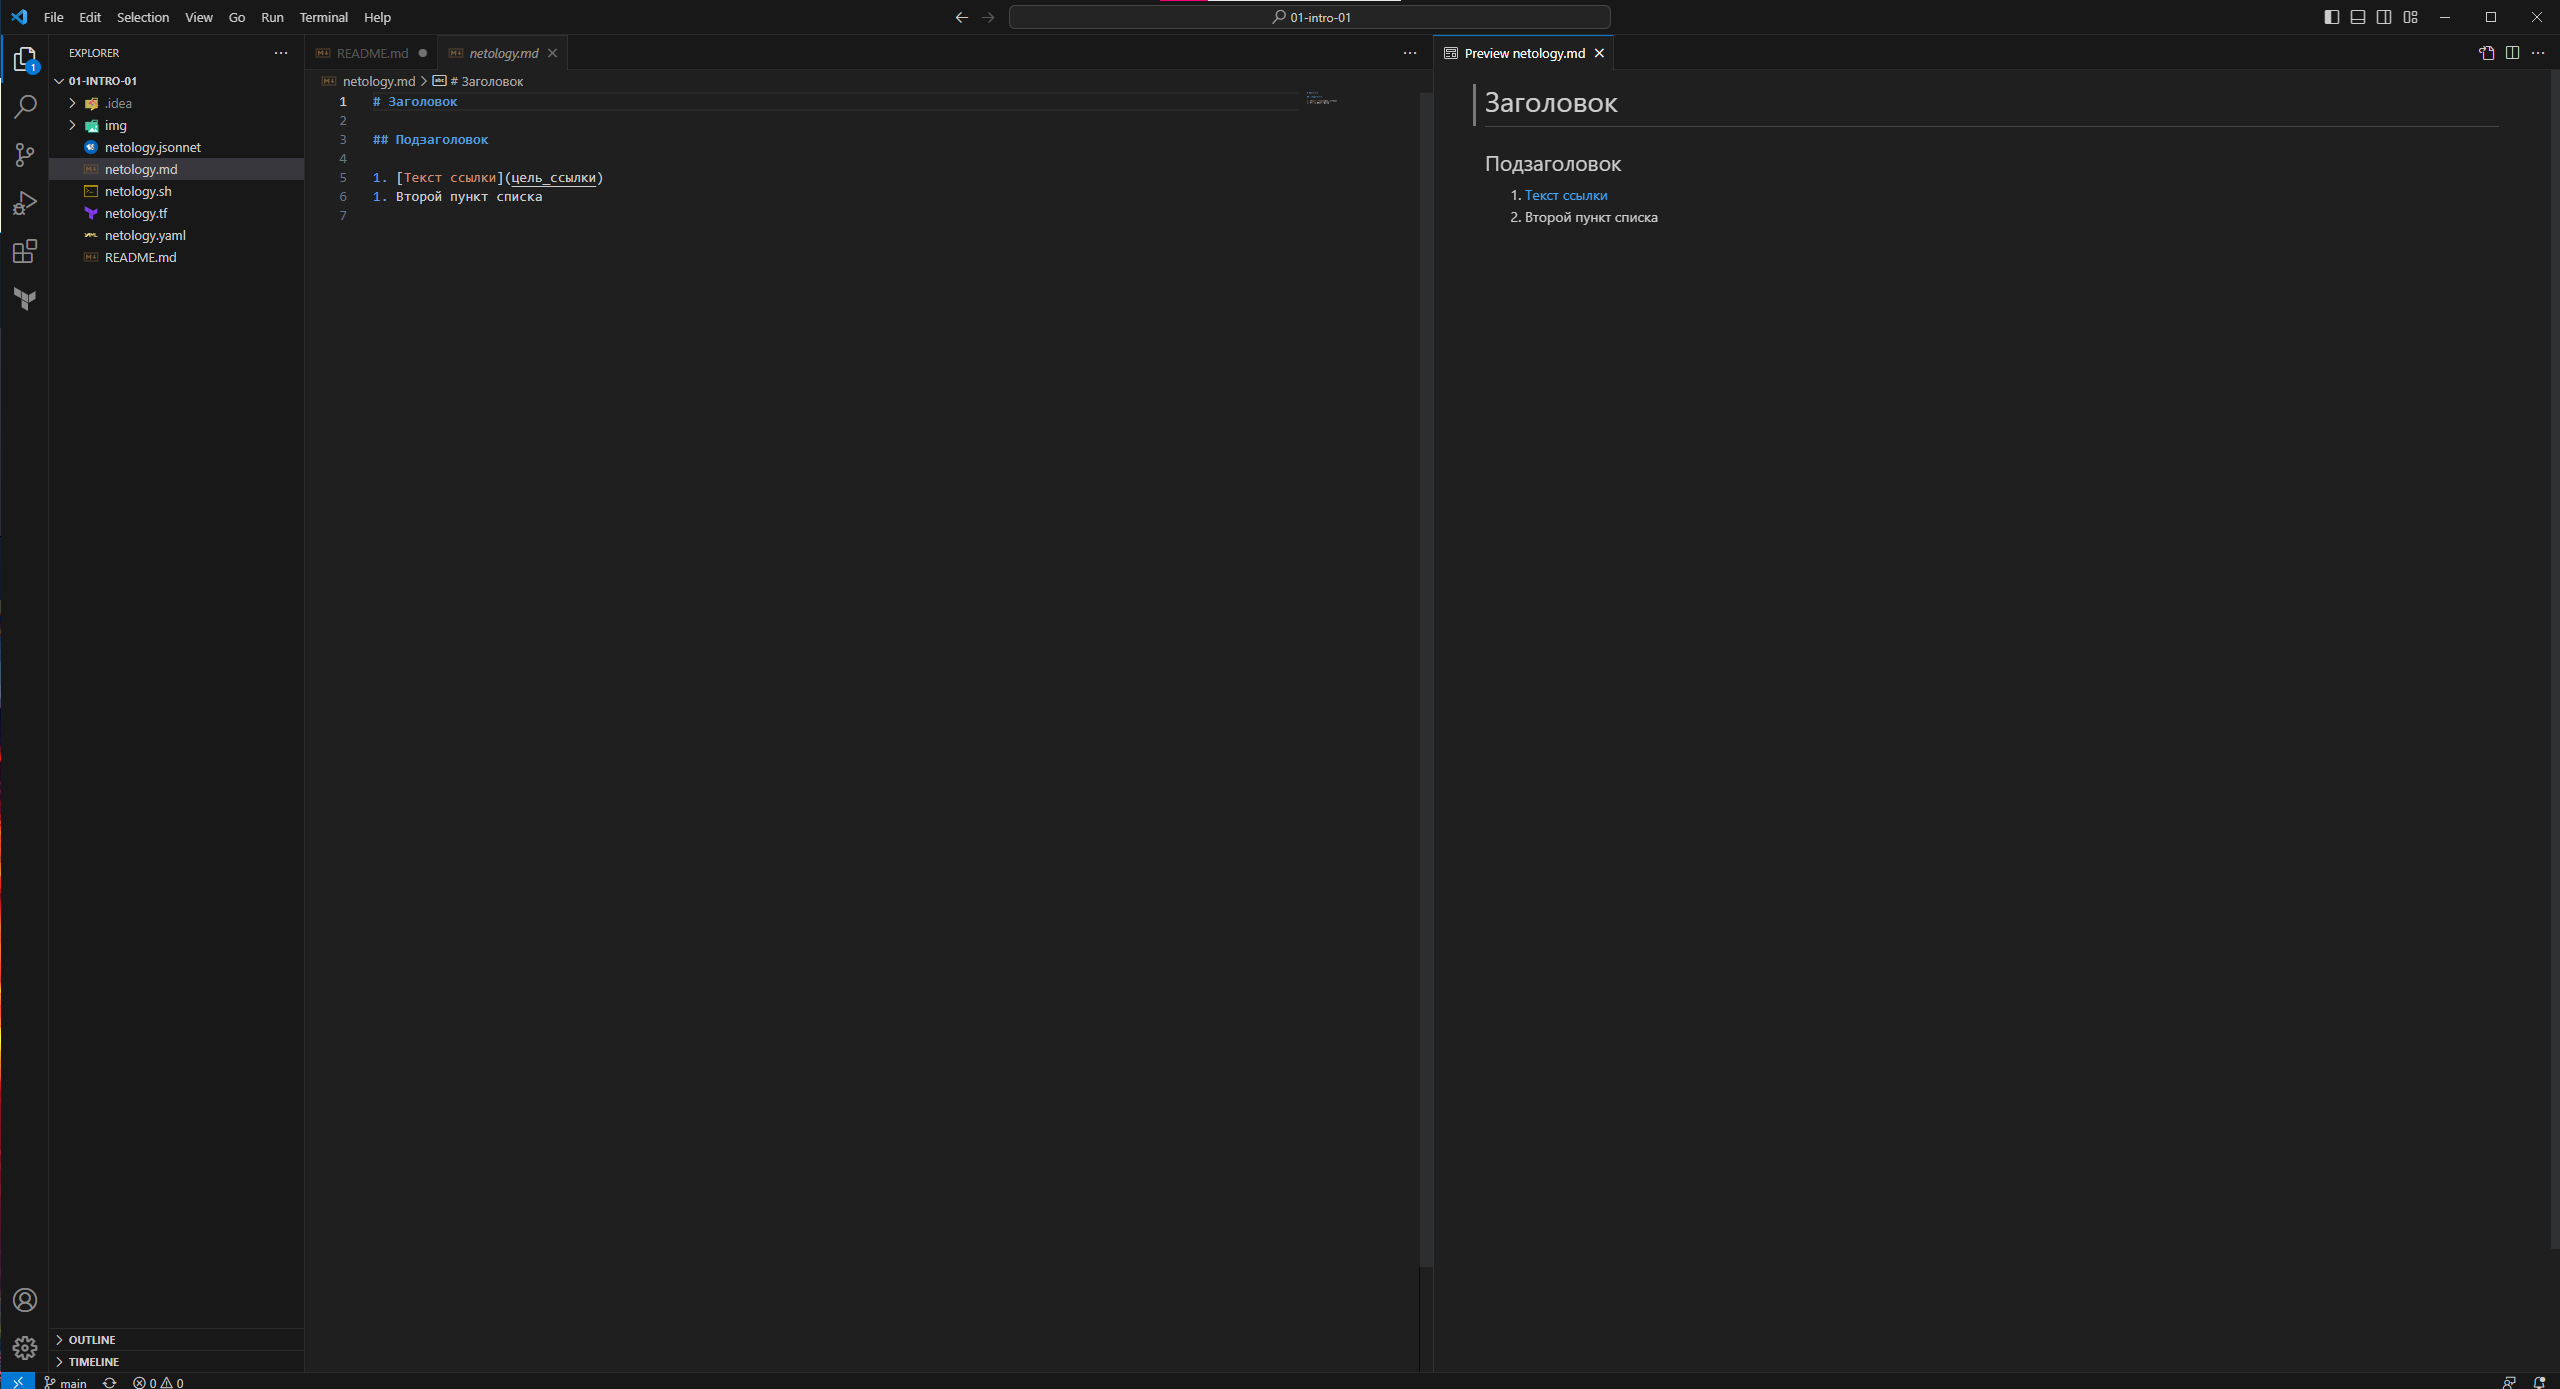 File Edit Selection View Go Run Terminal Help
01-intro-01
EXPLORER
01-INTRO-01
.idea
img
netology.jsonnet
netology.md
netology.sh
netology.tf
netology.yaml
README.md
OUTLINE
TIMELINE
README.md netology.md
netology.md > # Заголовок
1 # Заголовок
2
3 ## Подзаголовок
4
5 1. [Текст ссылки](цель_ссылки)
6 1. Второй пункт списка
7
Preview netology.md
Заголовок
Подзаголовок
1. Текст ссылки
2. Второй пункт списка
1
main 0 0